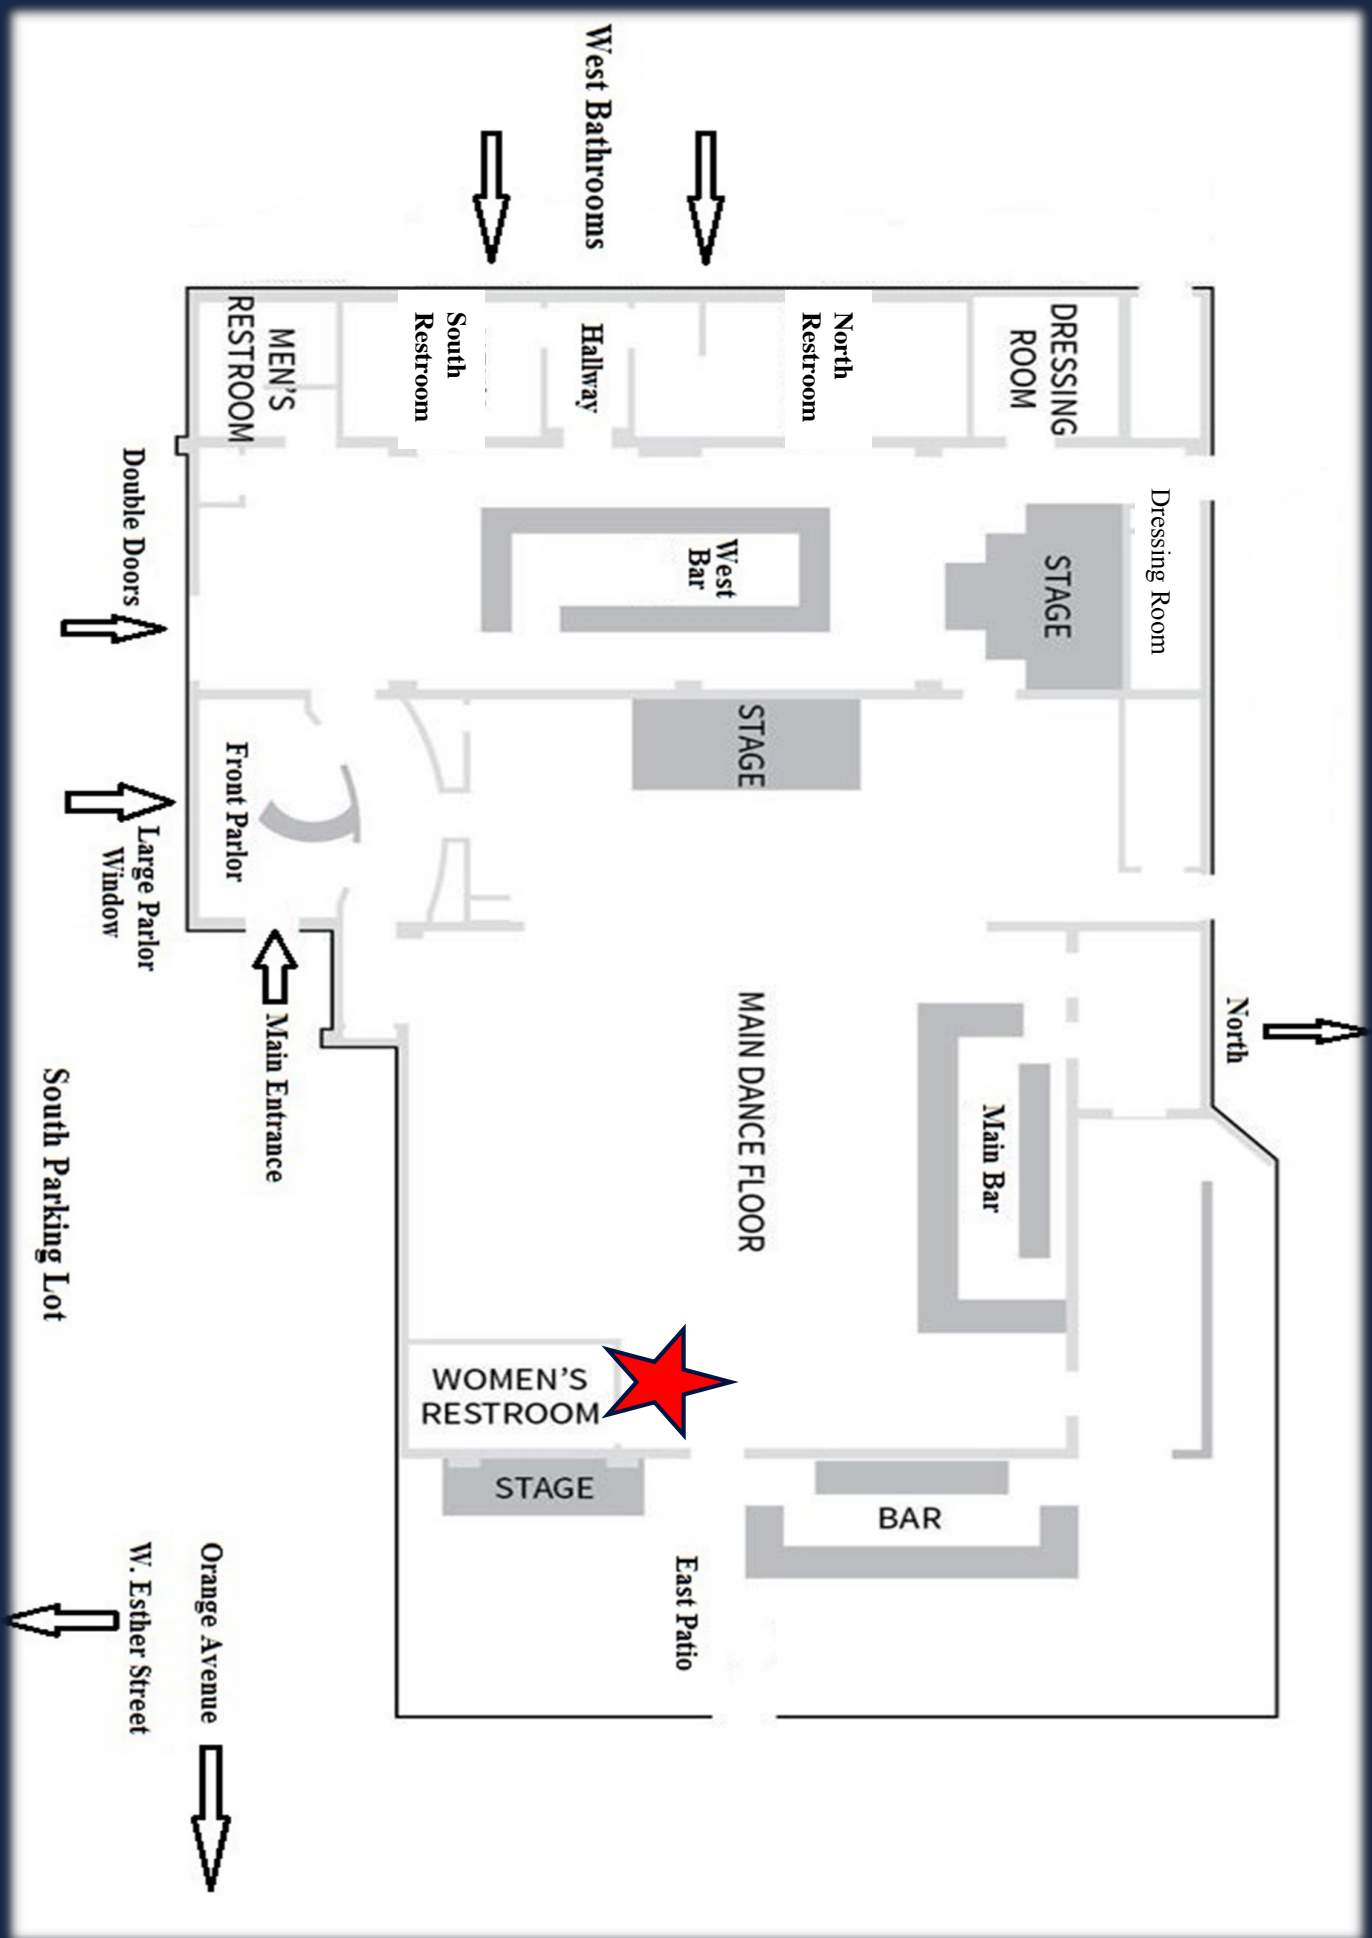 West Bathrooms
MEN'S
RESTROOM
South
Restroom
Hallway
North
Restroom
DRESSING
ROOM
Double Doors
West
Bar
STAGE
Dressing Room
STAGE
Front Parlor
Large Parlor
Window
Main Entrance
North
MAIN DANCE FLOOR
Main Bar
South Parking Lot
WOMEN'S
RESTROOM
STAGE
BAR
East Patio
Orange Avenue
W. Esther Street